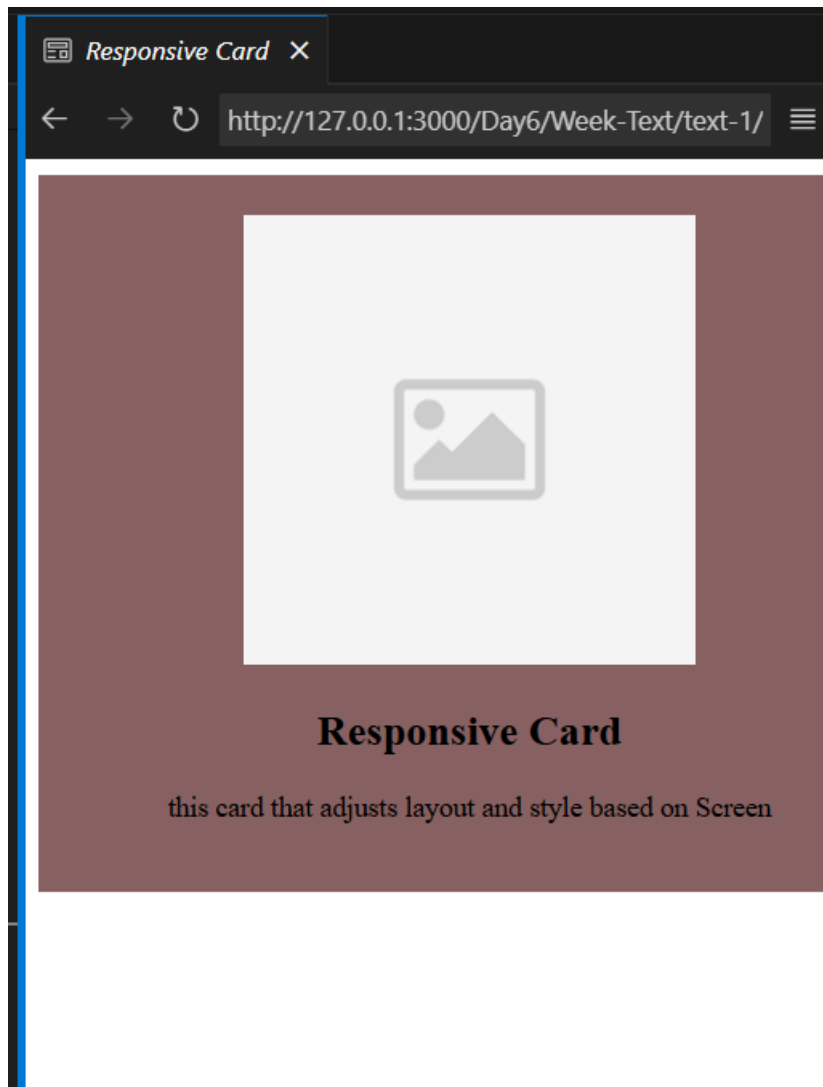 Responsive Card
http://127.0.0.1:3000/Day6/Week-Text/text-1/
Responsive Card
this card that adjusts layout and style based on Screen